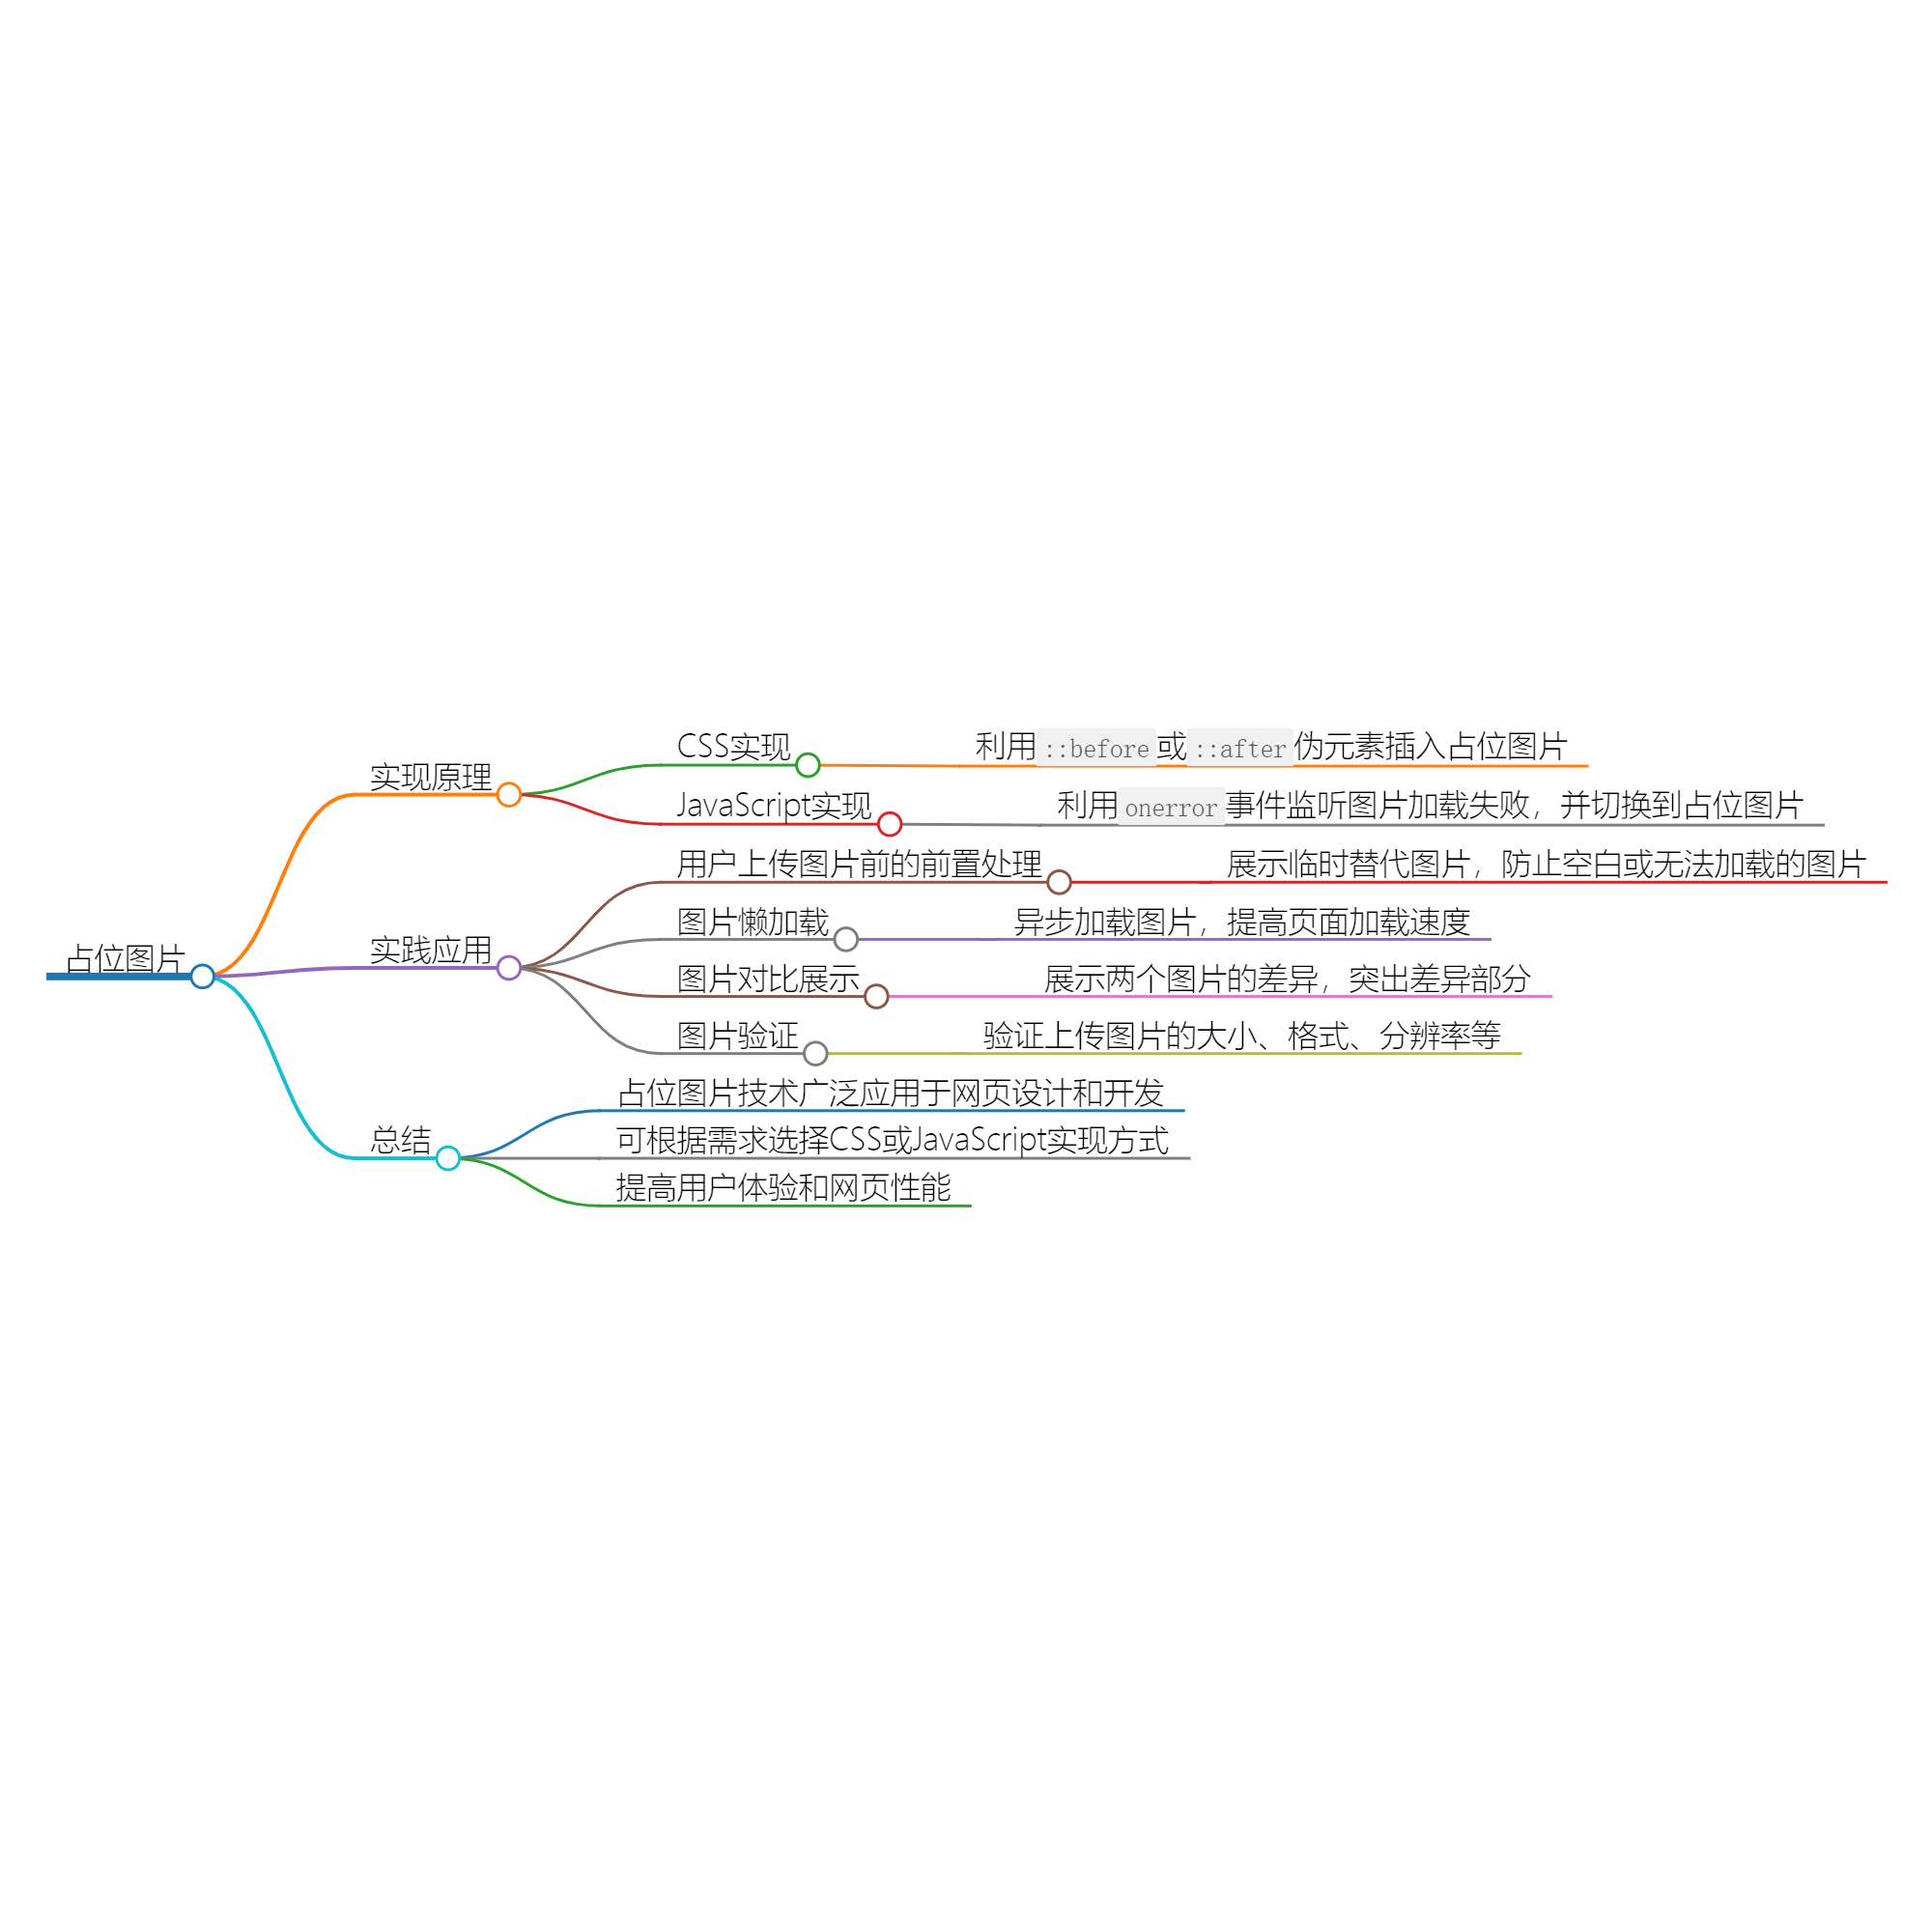 占位图片
实现原理
CSS实现
利用::before或::after伪元素插入占位图片
JavaScript实现
利用onerror事件监听图片加载失败，并切换到占位图片
实践应用
用户上传图片前的前置处理
展示临时替代图片，防止空白或无法加载的图片
图片懒加载
异步加载图片，提高页面加载速度
图片对比展示
展示两个图片的差异，突出差异部分
图片验证
验证上传图片的大小、格式、分辨率等
总结
占位图片技术广泛应用于网页设计和开发
可根据需求选择CSS或JavaScript实现方式
提高用户体验和网页性能